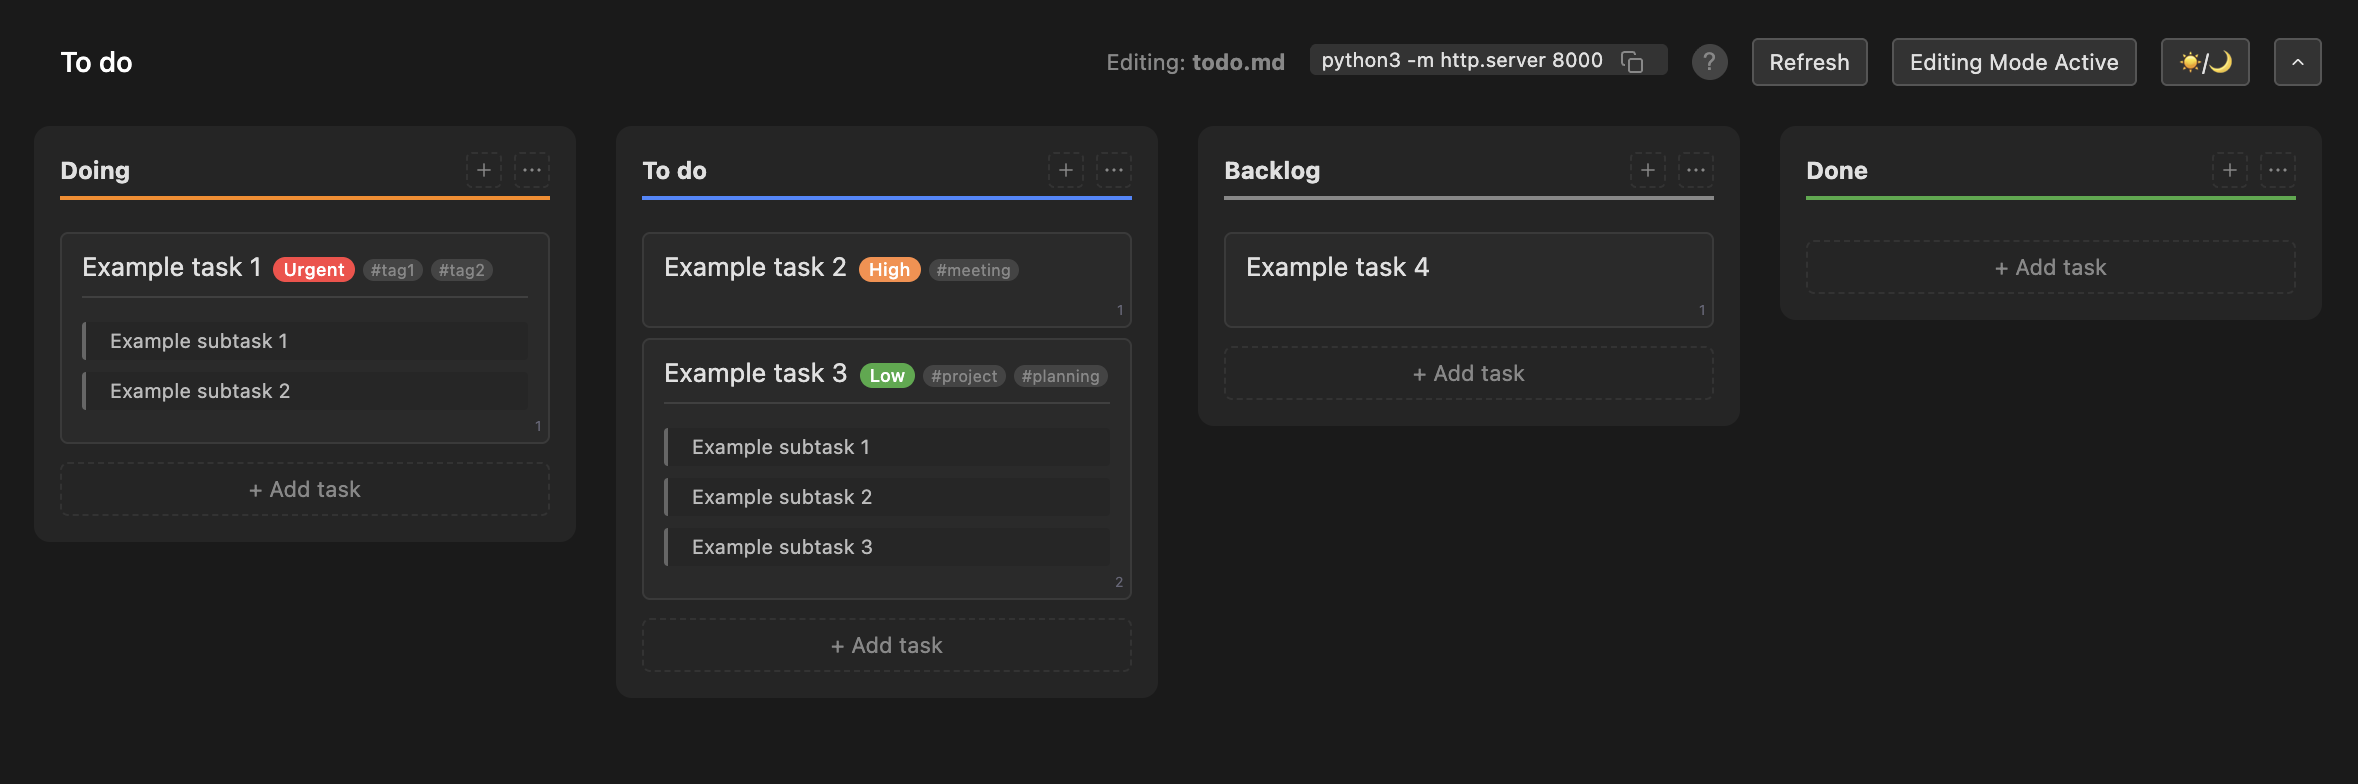 To do
Editing: todo.md
python3 -m http.server 8000
?
Refresh
Editing Mode Active
☀️/🌙
Doing
+
...
Example task 1 Urgent #tag1 #tag2
Example subtask 1
Example subtask 2
1
+ Add task
To do
+
...
Example task 2 High #meeting
1
Example task 3 Low #project #planning
Example subtask 1
Example subtask 2
Example subtask 3
2
+ Add task
Backlog
+
...
Example task 4
1
+ Add task
Done
+
...
+ Add task